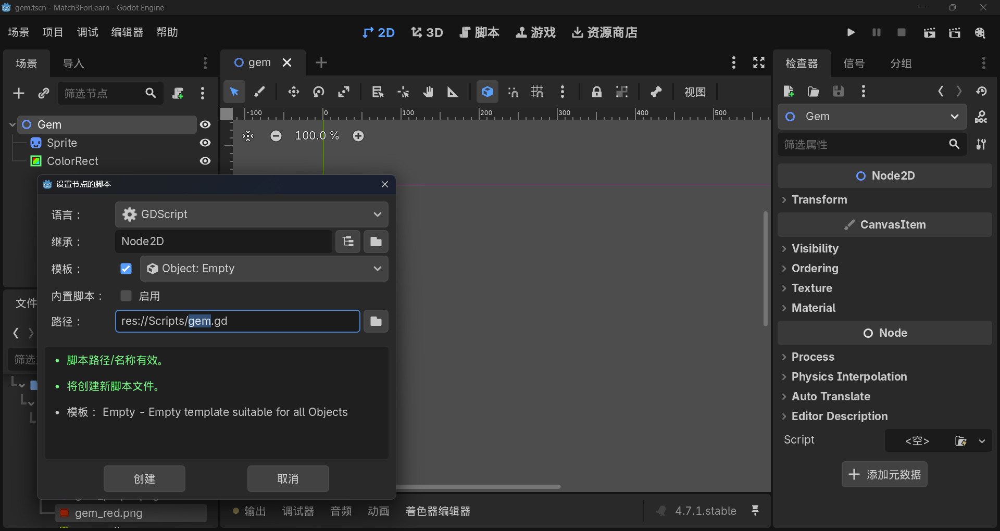 gem.tscn - Match3ForLearn - Godot Engine
场景 项目 调试 编辑器 帮助
2D 3D 脚本 游戏 资源商店
场景 导入
gem
检查器 信号 分组
筛选节点
视图
-100 0 100 200 300 400 500
Gem
Gem
100.0 %
Sprite
筛选属性
ColorRect
Node2D
设置节点的脚本
Transform
语言：
GDScript
CanvasItem
继承：
Node2D
Visibility
模板：
Object: Empty
Ordering
Texture
内置脚本：
启用
文件
Material
路径：
res://Scripts/gem.gd
Node
筛选
脚本路径/名称有效。
Process
Physics Interpolation
将创建新脚本文件。
Auto Translate
模板： Empty - Empty template suitable for all Objects
Editor Description
Script
<空>
创建 取消
添加元数据
gem_red.png
输出 调试器 音频 动画 着色器编辑器
4.7.1.stable